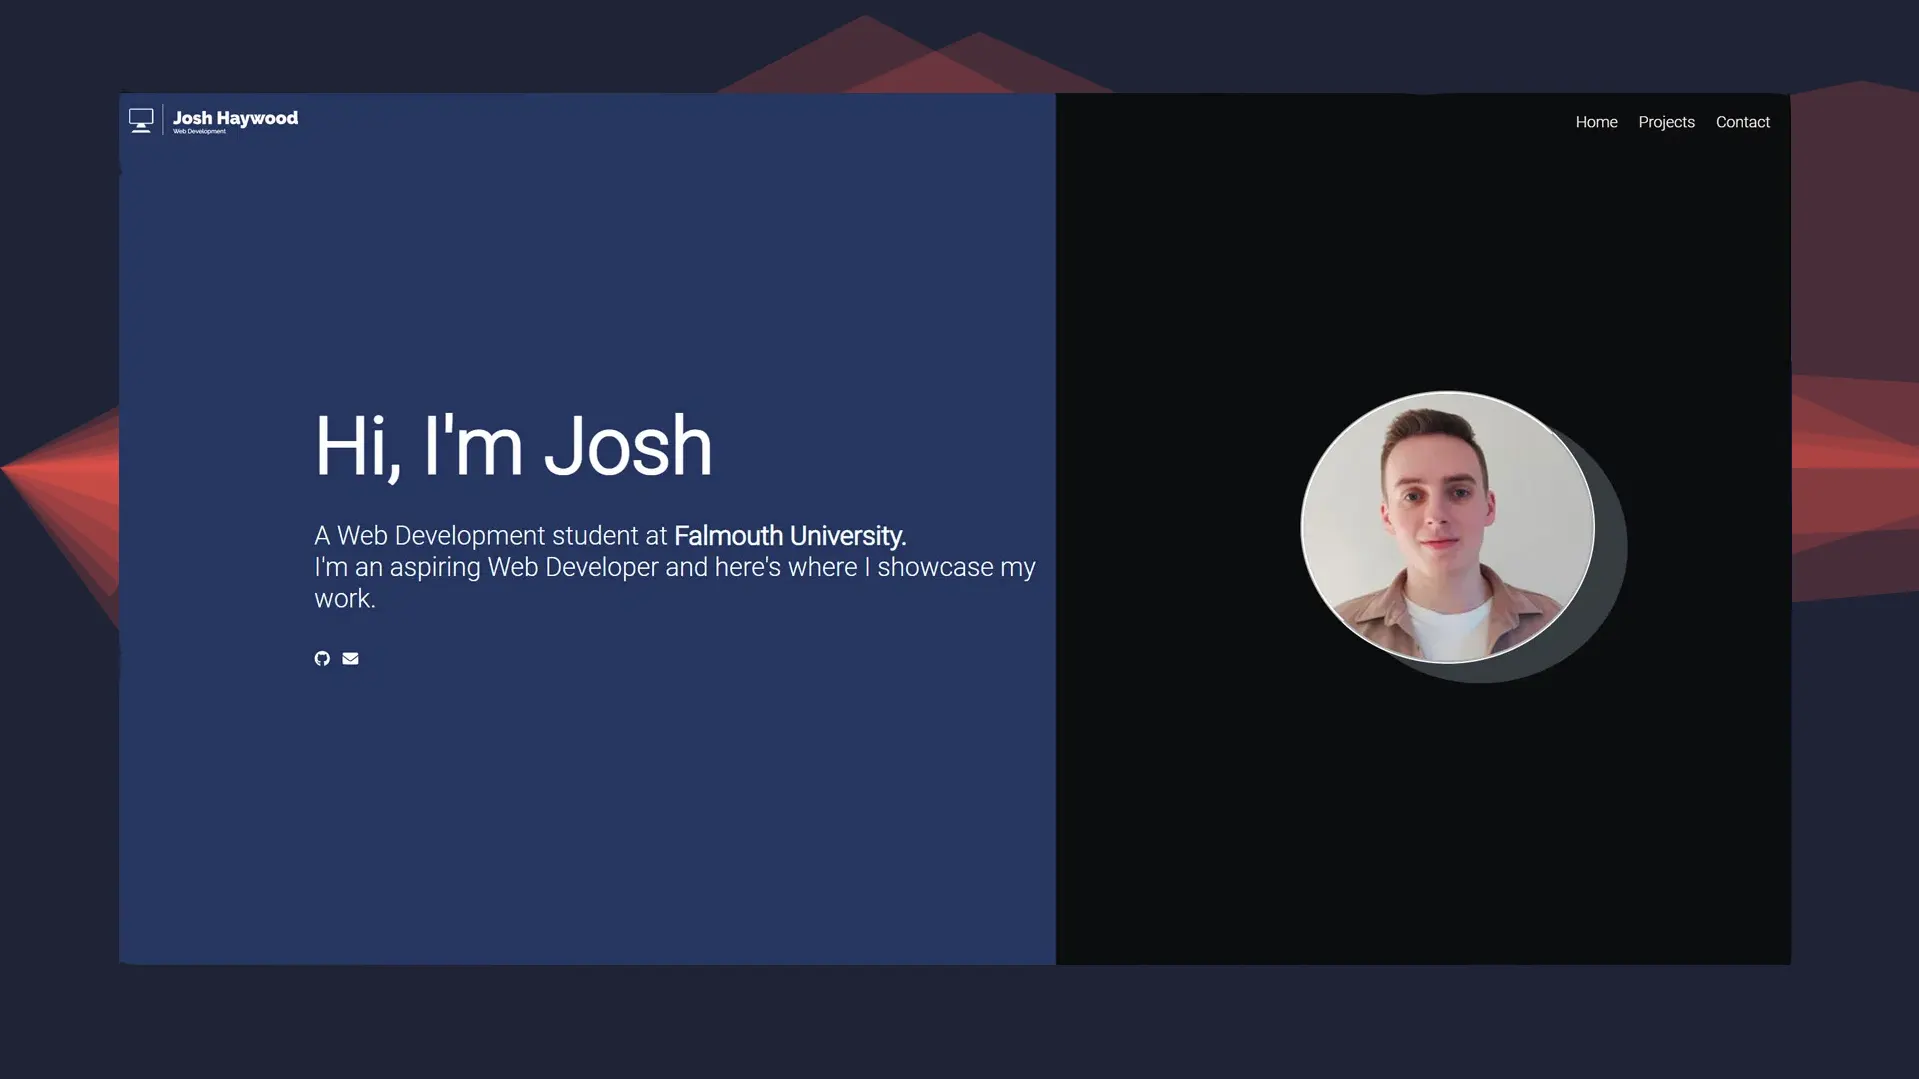 Josh Haywood
Web Development
Home Projects Contact
Hi, I'm Josh
A Web Development student at Falmouth University.
I'm an aspiring Web Developer and here's where I showcase my
work.